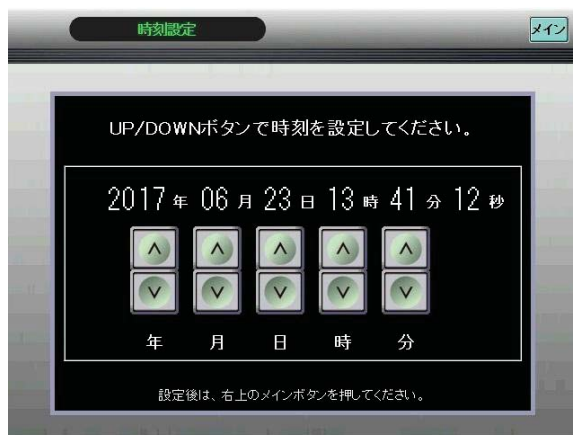 時刻設定
メイン
UP/DOWNボタンで時刻を設定してください。
2017年 06月 23日 13時 41分 12秒
年 月 日 時 分
設定後は、右上のメインボタンを押してください。